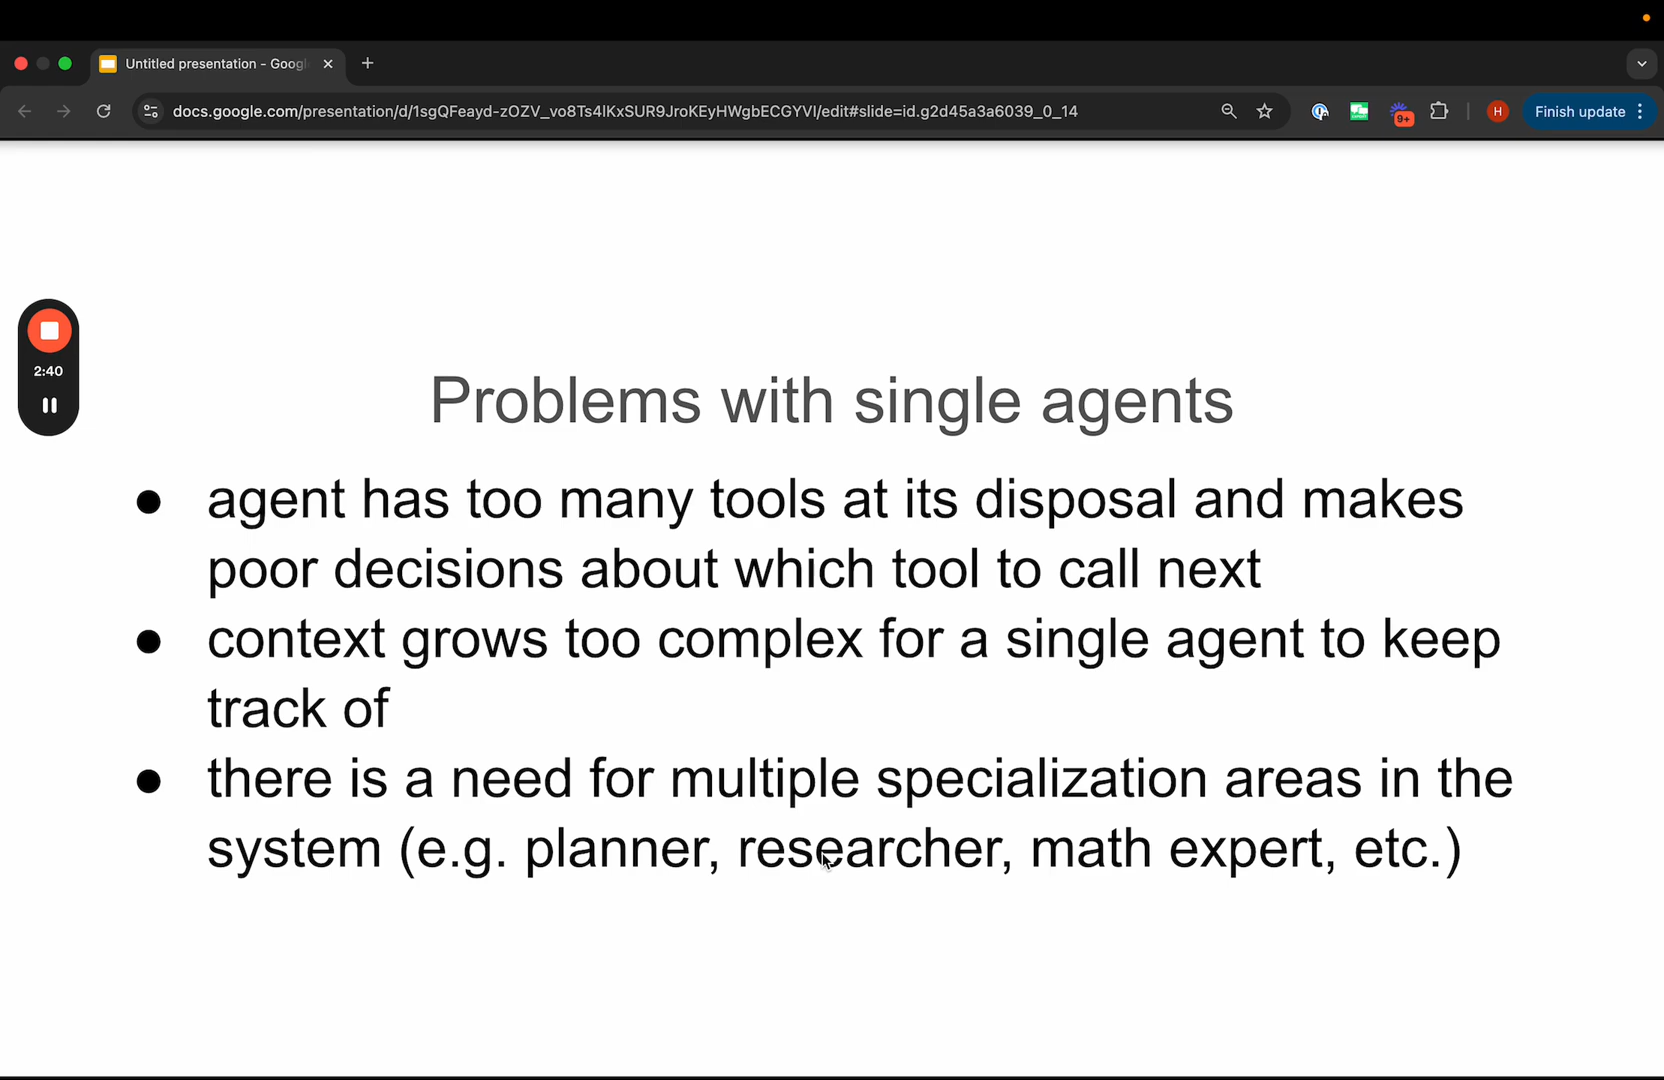 Untitled presentation - Googl
docs.google.com/presentation/d/1sgQFeayd-zOZV_vo8Ts4lKxSUR9JroKEyHWgbECGYVI/edit#slide=id.g2d45a3a6039_0_14
9+
H
Finish update
2:40
Problems with single agents
● agent has too many tools at its disposal and makes
poor decisions about which tool to call next
● context grows too complex for a single agent to keep
track of
● there is a need for multiple specialization areas in the
system (e.g. planner, researcher, math expert, etc.)